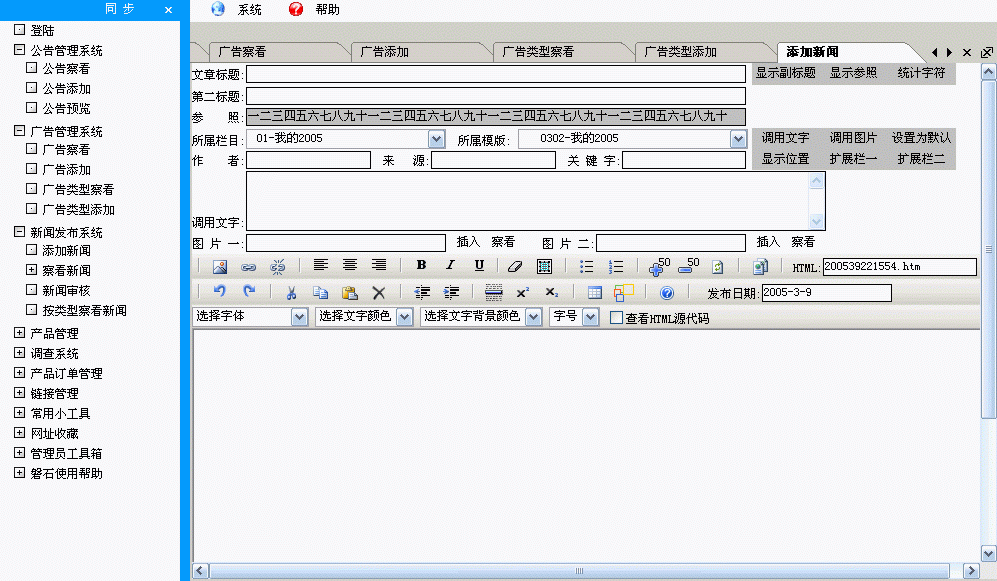 同 步 ×
系统 帮助
登陆
公告管理系统
公告察看
公告添加
公告预览
广告管理系统
广告察看
广告添加
广告类型察看
广告类型添加
新闻发布系统
添加新闻
察看新闻
新闻审核
按类型察看新闻
产品管理
调查系统
产品订单管理
链接管理
常用小工具
网址收藏
管理员工具箱
磐石使用帮助
广告察看 广告添加 广告类型察看 广告类型添加 添加新闻
文章标题: 显示副标题 显示参照 统计字符
第二标题:
参 照: 一二三四五六七八九十一二三四五六七八九十一二三四五六七八九十一二三四五六七八九十
所属栏目: 01-我的2005 所属模版: 0302-我的2005 调用文字 调用图片 设置为默认
作 者: 来 源: 关 键 字: 显示位置 扩展栏一 扩展栏二
调用文字:
图 片 一: 插入 察看 图 片 二: 插入 察看
B I U 50 50 HTML: 200539221554.htm
x² x₂ 发布日期: 2005-3-9
选择字体 选择文字颜色 选择文字背景颜色 字号 查看HTML源代码